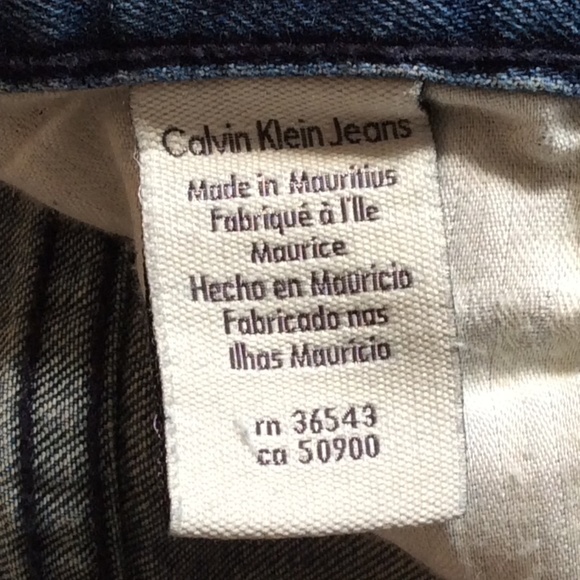 Calvin Klein Jeans
Made in Mauritius
Fabriqué à l'Ile
Maurice
Hecho en Mauricio
Fabricado nas
Ilhas Maurício
rn 36543
ca 50900